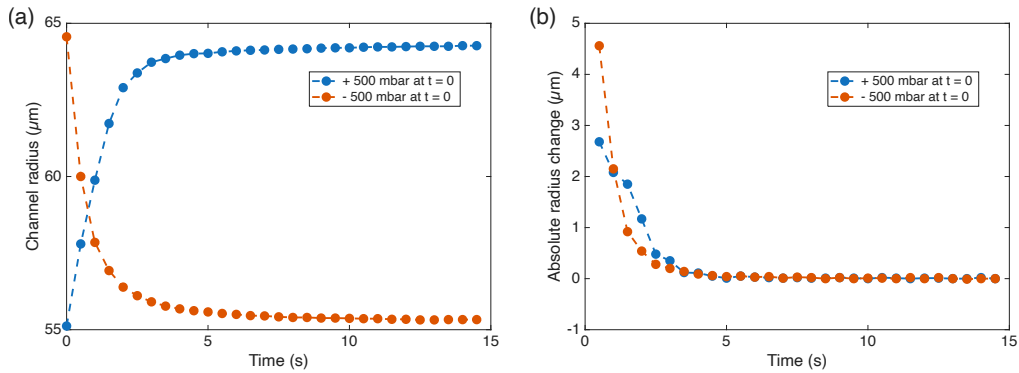 (a)
65
60
55
Channel radius (µm)
+ 500 mbar at t = 0
- 500 mbar at t = 0
0
5
10
15
Time (s)
(b)
5
4
3
2
1
0
-1
Absolute radius change (µm)
+ 500 mbar at t = 0
- 500 mbar at t = 0
0
5
10
15
Time (s)